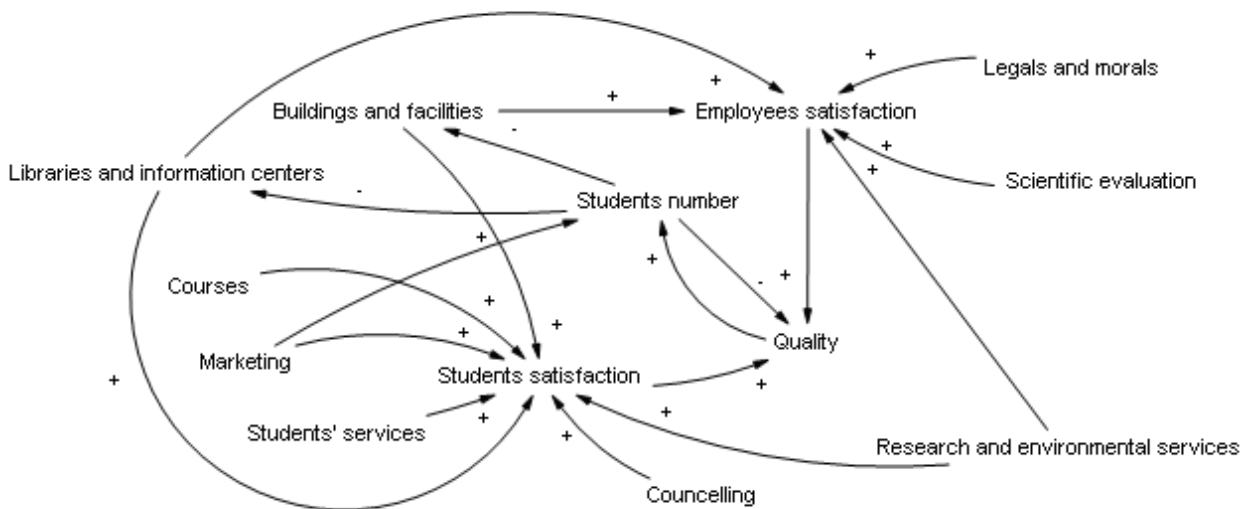 +
Legals and morals
+
+
Buildings and facilities
Employees satisfaction
-
+
Libraries and information centers
+
Scientific evaluation
-
Students number
+
+
Courses
-
+
+
+
+
Quality
Marketing
Students satisfaction
+
+
+
Students' services
+
+
Research and environmental services
Councelling